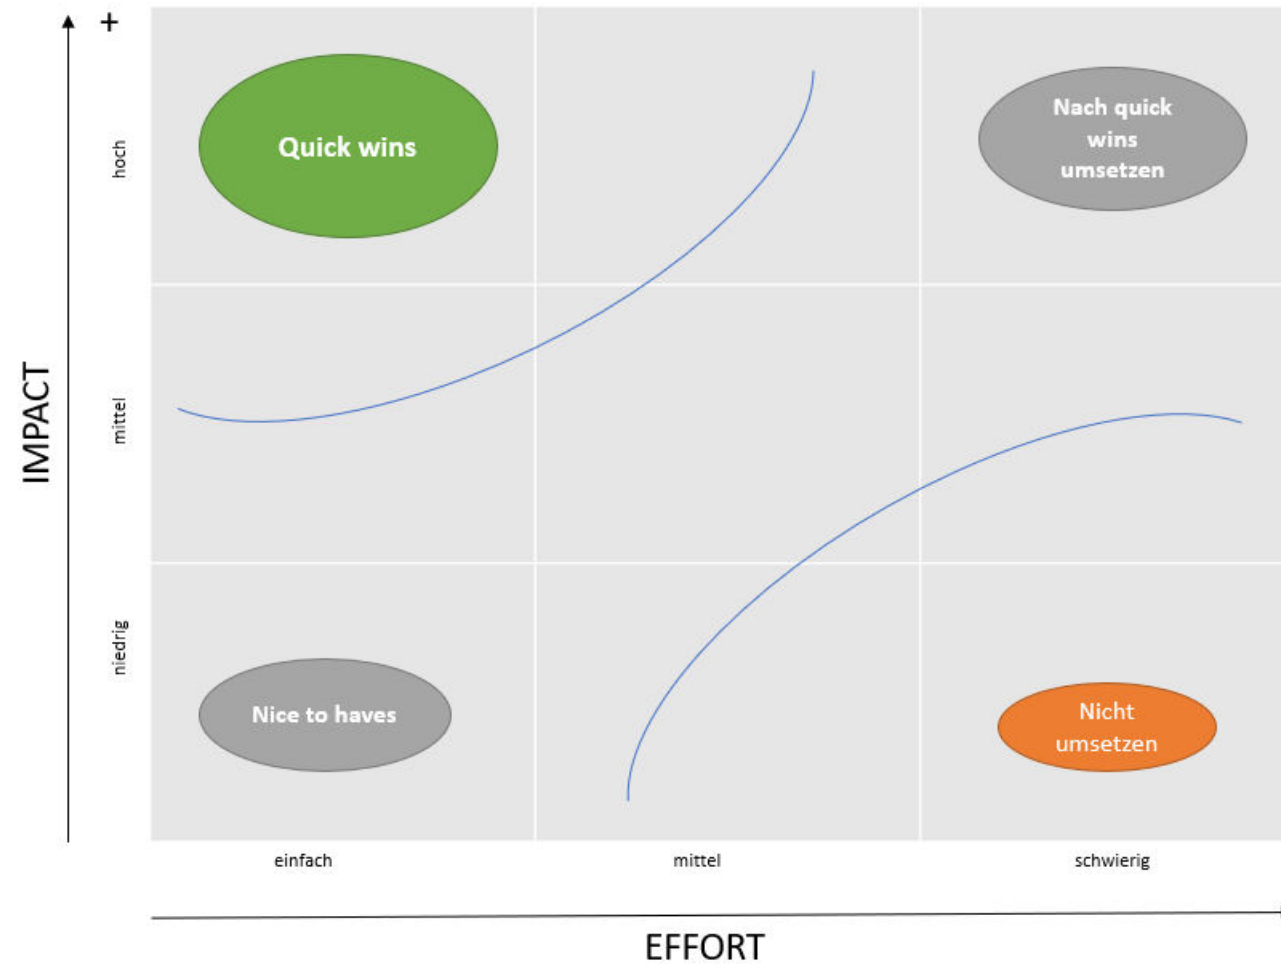 +
Quick wins
Nach quick
wins
umsetzen
hoch
IMPACT
mittel
niedrig
Nice to haves
Nicht
umsetzen
einfach
mittel
schwierig
EFFORT